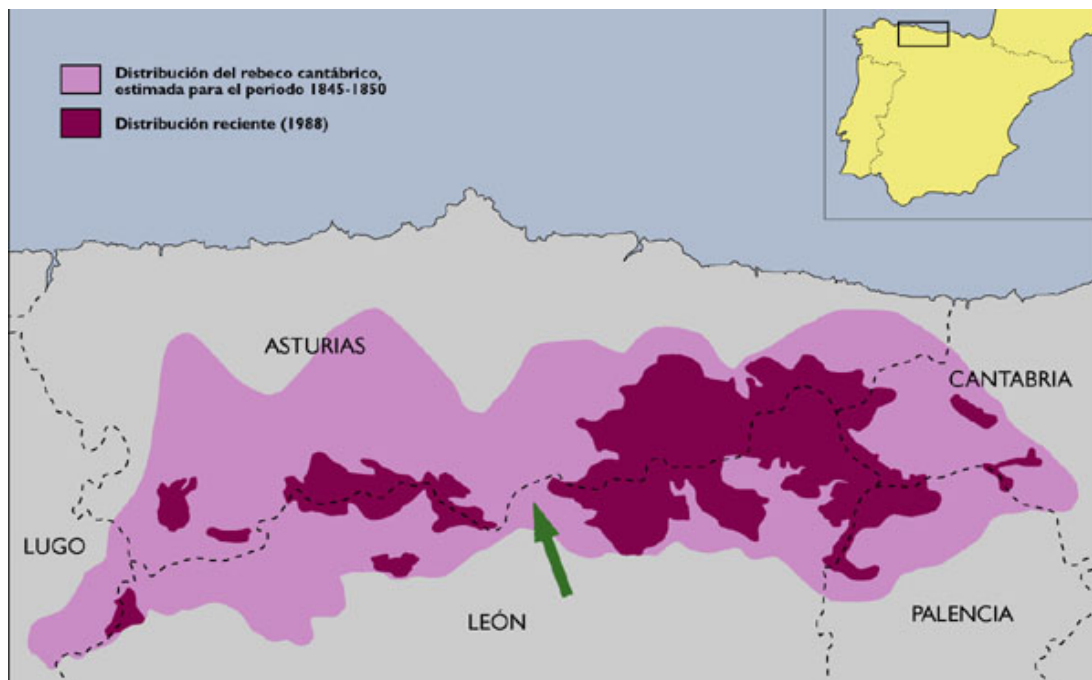 Distribución del rebeco cantábrico,
estimada para el periodo 1845-1850
Distribución reciente (1988)
ASTURIAS
CANTABRIA
LUGO
LEÓN
PALENCIA